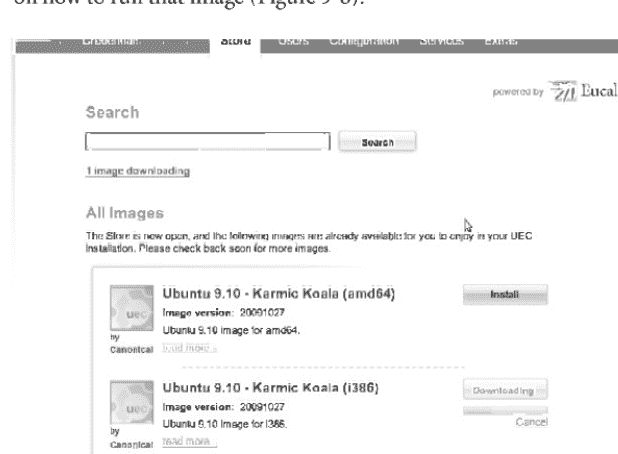 on how to run that image (Figure 9-6).
Credentials Store Users Configuration Services Extras
powered by Eucal
Search
Search
1 image downloading
All Images
The Store is now open, and the following images are already available for you to enjoy in your UEC
Installation. Please check back soon for more images.
Ubuntu 9.10 - Karmic Koala (amd64)
Install
Image version: 20091027
UEC
Ubuntu 9.10 image for amd64.
by
Canonical
read more...
Ubuntu 9.10 - Karmic Koala (i386)
Downloading
Image version: 20091027
UEC
Ubuntu 9.10 image for i386.
Cancel
by
Canonical
read more...